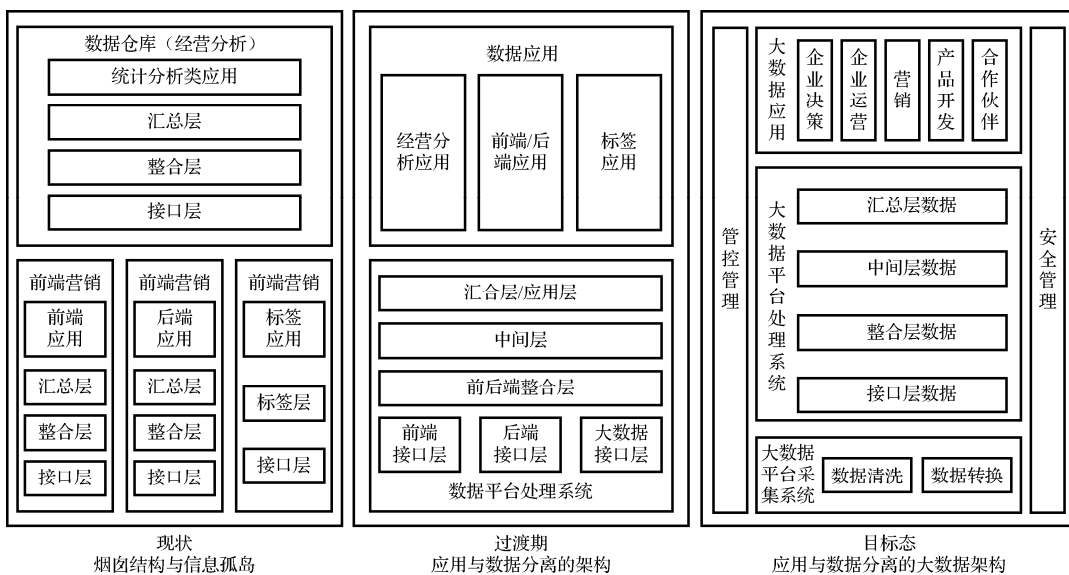 数据仓库（经营分析）
统计分析类应用
汇总层
整合层
接口层
前端营销
前端
应用
汇总层
整合层
接口层
前端营销
后端
应用
汇总层
整合层
接口层
前端营销
标签
应用
标签层
接口层
现状
烟囱结构与信息孤岛
数据应用
经营分
析应用
前端/后
端应用
标签
应用
汇合层/应用层
中间层
前后端整合层
前端
接口层
后端
接口层
大数据
接口层
数据平台处理系统
过渡期
应用与数据分离的架构
管控管理
大数据应用
企业决策
企业运营
营销
产品开发
合作伙伴
大数据平台处理系统
汇总层数据
中间层数据
整合层数据
接口层数据
大数据
平台采
集系统
数据清洗
数据转换
安全管理
目标态
应用与数据分离的大数据架构